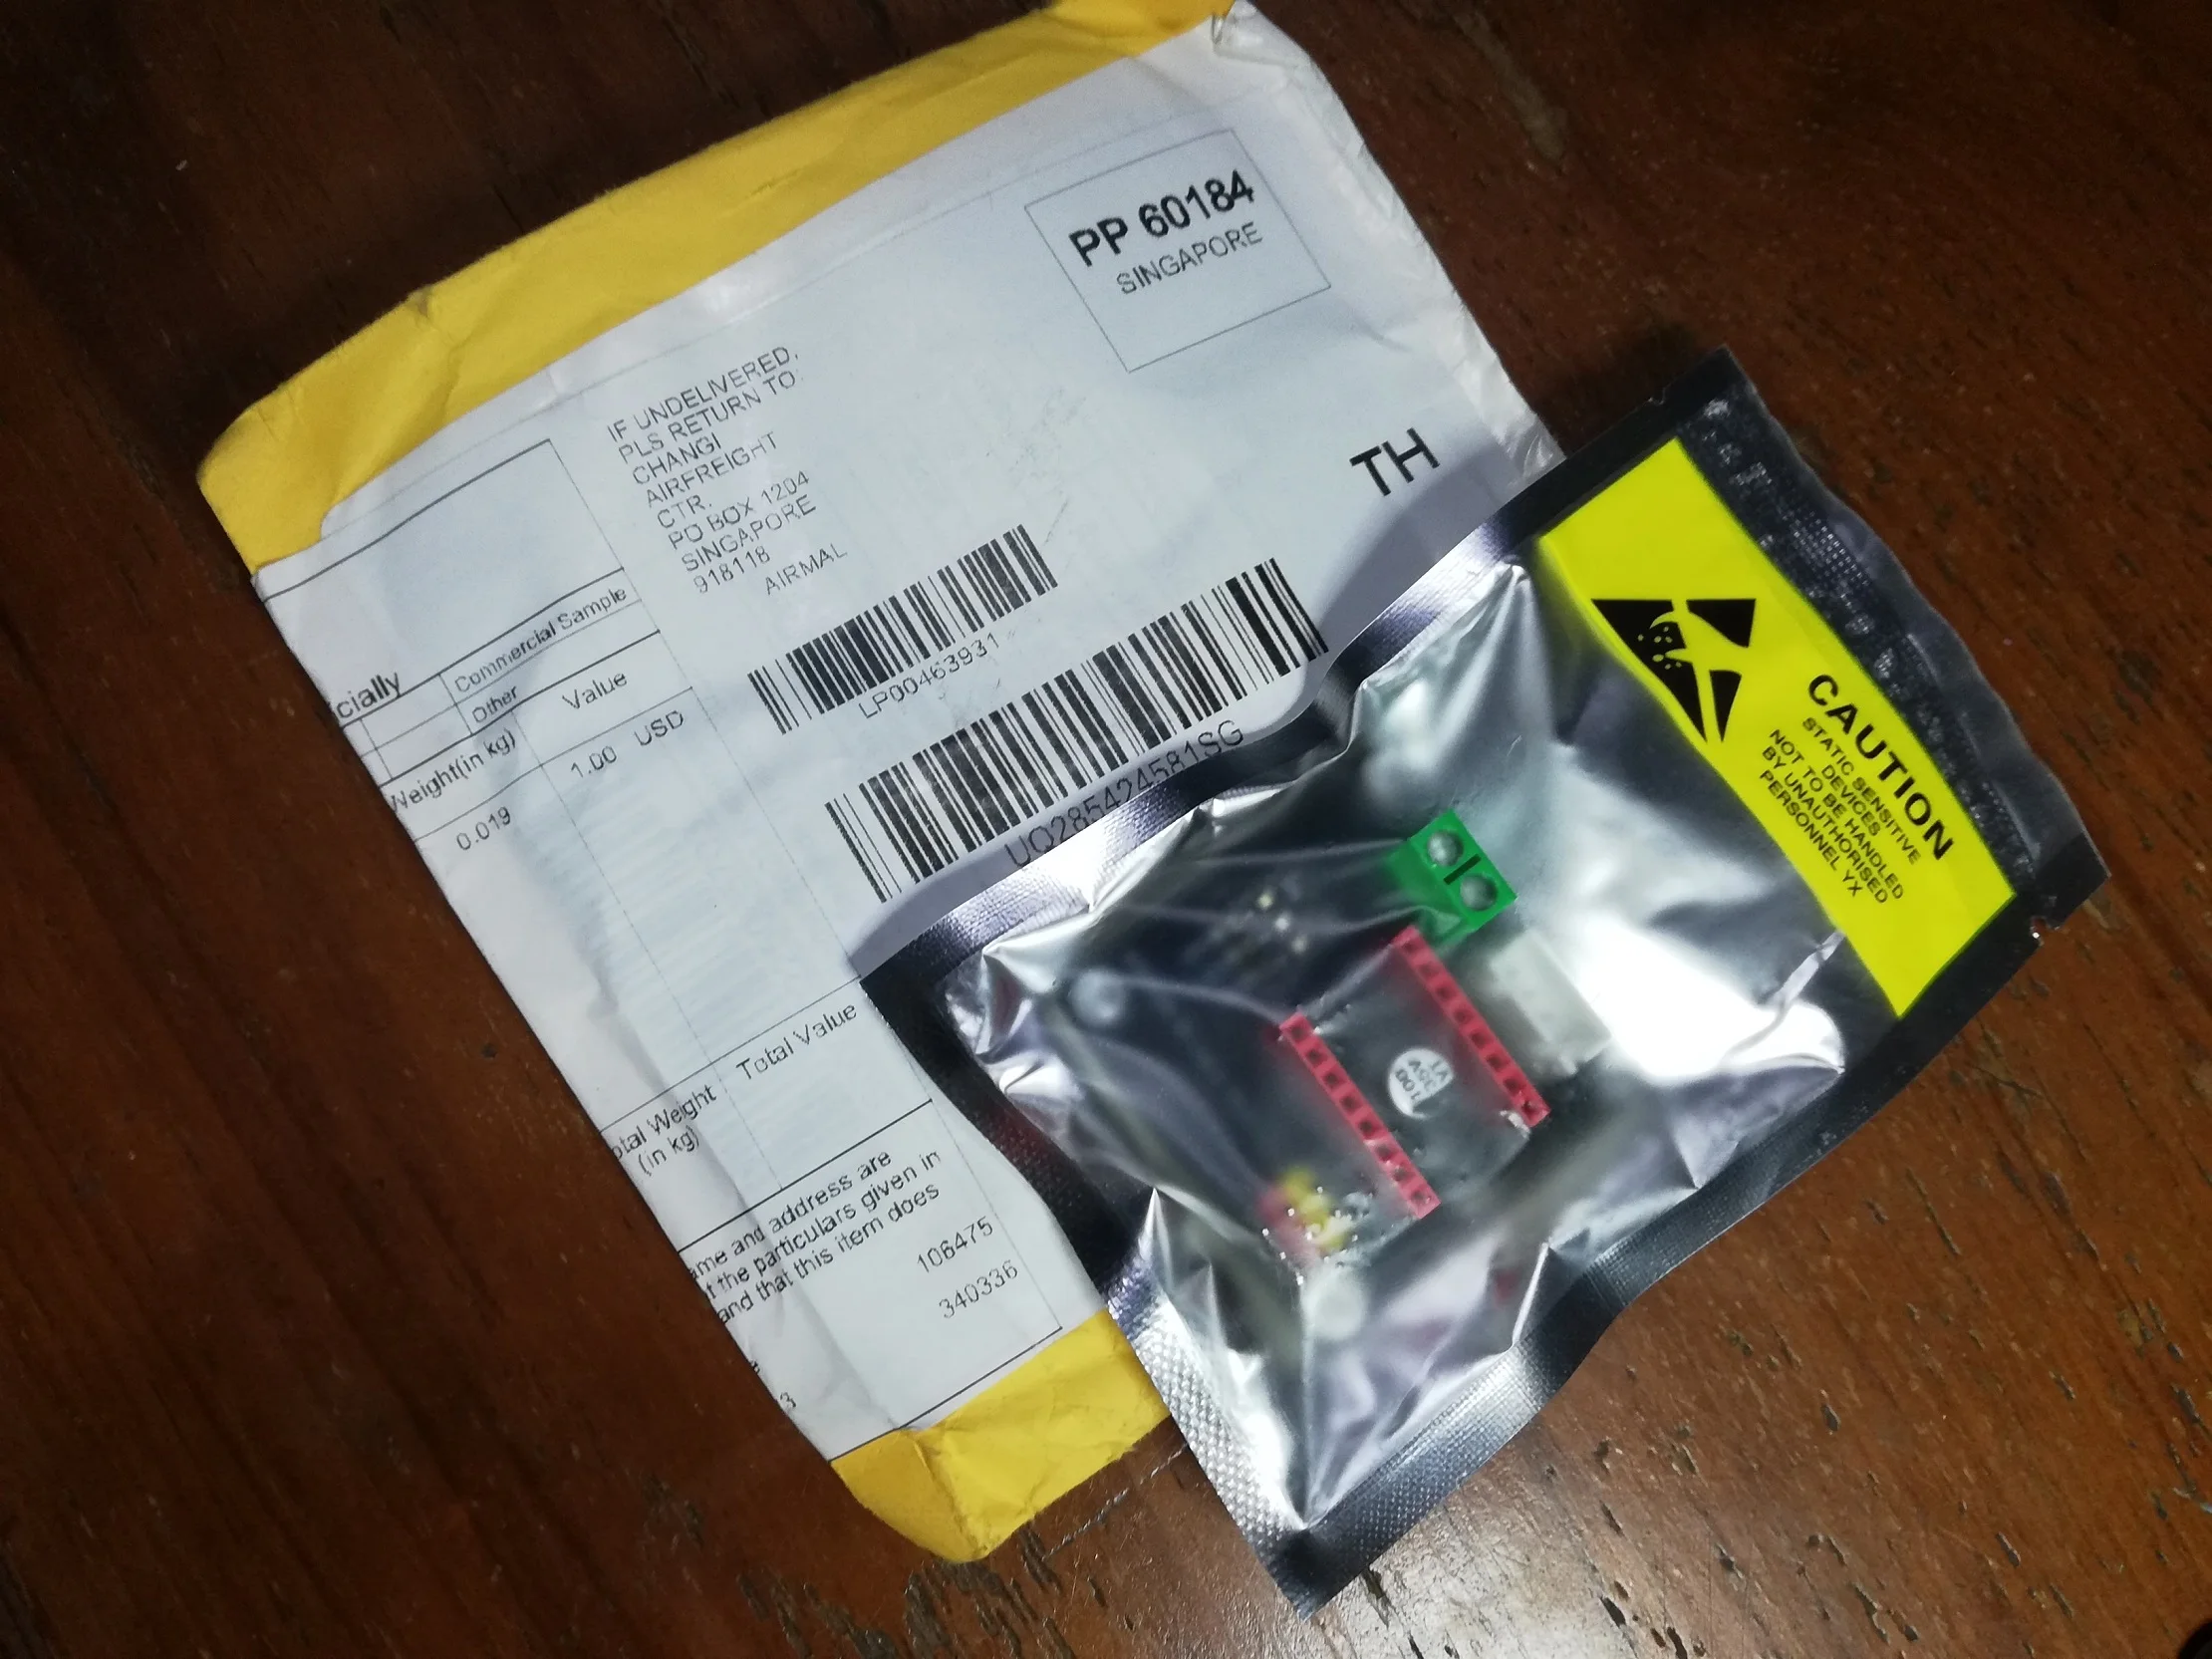 PP 60184
SINGAPORE
IF UNDELIVERED,
PLS RETURN TO:
CHANGI
AIRFREIGHT
CTR.
PO BOX 1204
SINGAPORE
918118
AIRMAL
TH
LP00463931
UQ285424581SG
cially
Commercial Sample
Other
Weight(in kg)
Value
0.019
1.00 USD
otal Weight
(in kg)
Total Value
ame and address are
t the particulars given in
and that this item does
106475
340336
3
CAUTION
STATIC SENSITIVE
DEVICES
NOT TO BE HANDLED
BY UNAUTHORISED
PERSONNEL YX